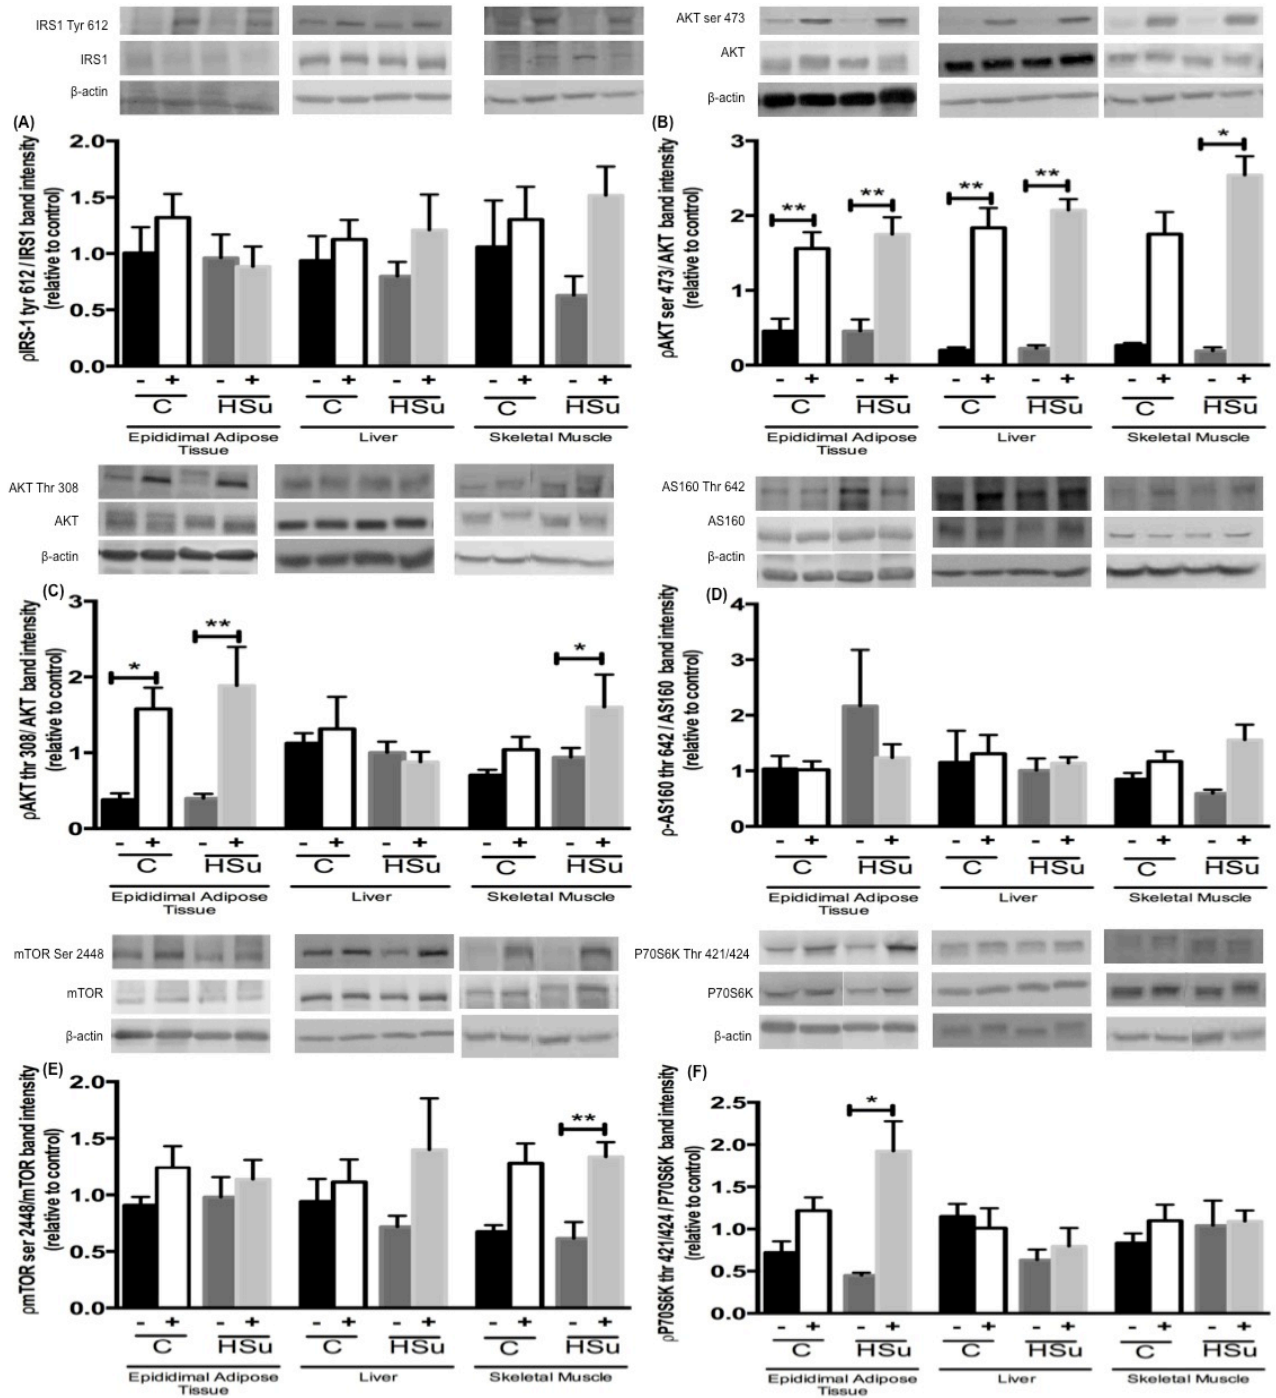 IRS1 Tyr 612
IRS1
β-actin
(A)
ρIRS-1 tyr 612 / IRS1 band intensity
(relative to control)
2.0
1.5
1.0
0.5
0.0
- + - + - + - + - + - +
C HSu C HSu C HSu
Epididimal Adipose
Tissue
Liver
Skeletal Muscle
AKT ser 473
AKT
β-actin
(B)
ρAKT ser 473/ AKT band intensity
(relative to control)
3
2
1
0
** ** ** ** *
- + - + - + - + - + - +
C HSu C HSu C HSu
Epididimal Adipose
Tissue
Liver
Skeletal Muscle
AKT Thr 308
AKT
β-actin
(C)
ρAKT thr 308/ AKT band intensity
(relative to control)
3
2
1
0
* ** *
- + - + - + - + - + - +
C HSu C HSu C HSu
Epididimal Adipose
Tissue
Liver
Skeletal Muscle
AS160 Thr 642
AS160
β-actin
(D)
ρ-AS160 thr 642 / AS160 band intensity
(relative to control)
4
3
2
1
0
- + - + - + - + - + - +
C HSu C HSu C HSu
Epididimal Adipose
Tissue
Liver
Skeletal Muscle
mTOR Ser 2448
mTOR
β-actin
(E)
ρmTOR ser 2448/mTOR band intensity
(relative to control)
2.0
1.5
1.0
0.5
0.0
**
- + - + - + - + - + - +
C HSu C HSu C HSu
Epididimal Adipose
Tissue
Liver
Skeletal Muscle
P70S6K Thr 421/424
P70S6K
β-actin
(F)
ρP70S6K thr 421/424 / P70S6K band intensity
(relative to control)
2.5
2.0
1.5
1.0
0.5
0.0
*
- + - + - + - + - + - +
C HSu C HSu C HSu
Epididimal Adipose
Tissue
Liver
Skeletal Muscle